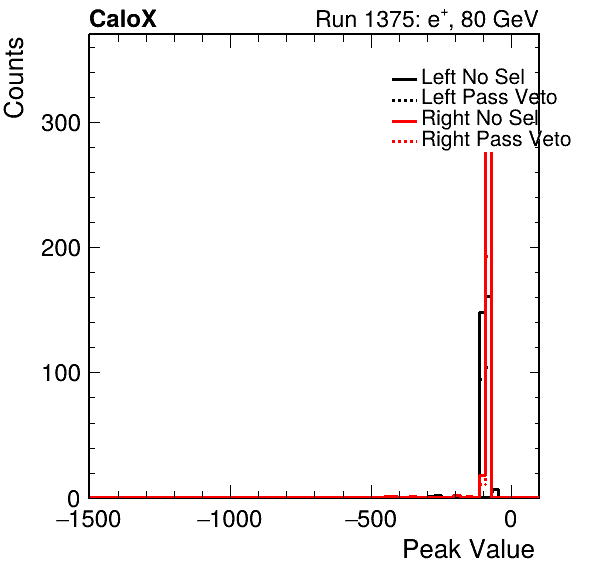 CaloX Run 1375: e⁺, 80 GeV
Counts
Left No Sel
Left Pass Veto
Right No Sel
Right Pass Veto
300
200
100
0
−1500 −1000 −500 0
Peak Value